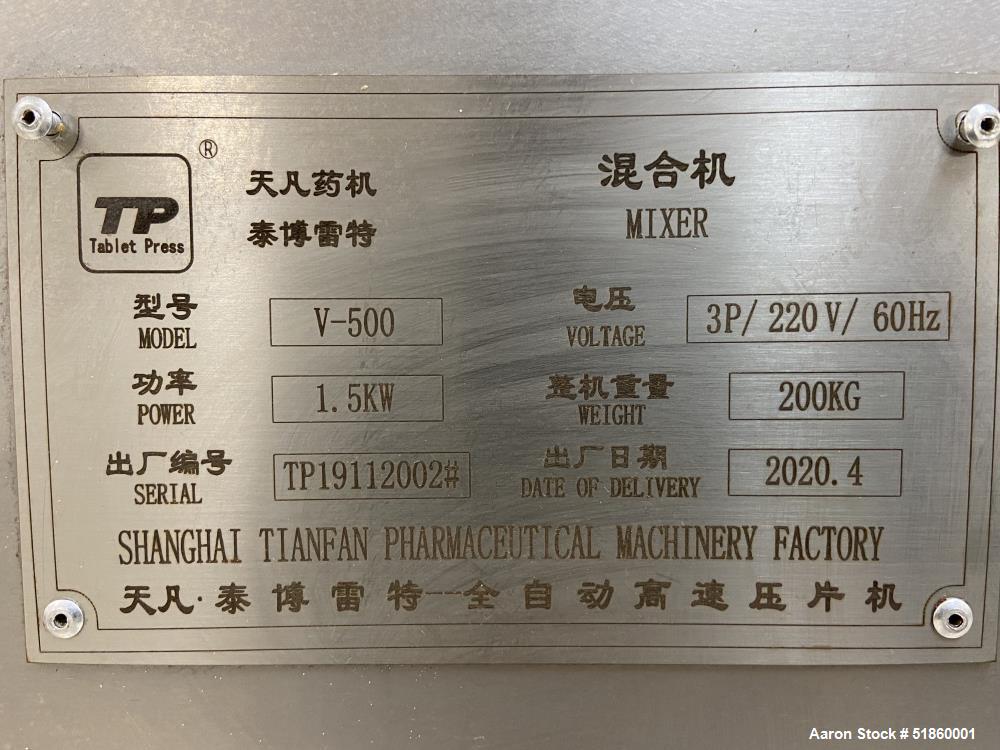 ®
TP
Tablet Press
天凡药机
泰博雷特
混合机
MIXER
型号
MODEL
V-500
电压
VOLTAGE
3P/ 220 V/ 60Hz
功率
POWER
1.5KW
整机重量
WEIGHT
200KG
出厂编号
SERIAL
TP19112002#
出厂日期
DATE OF DELIVERY
2020.4
SHANGHAI TIANFAN PHARMACEUTICAL MACHINERY FACTORY
天凡·泰博雷特—全自动高速压片机
Aaron Stock # 51860001